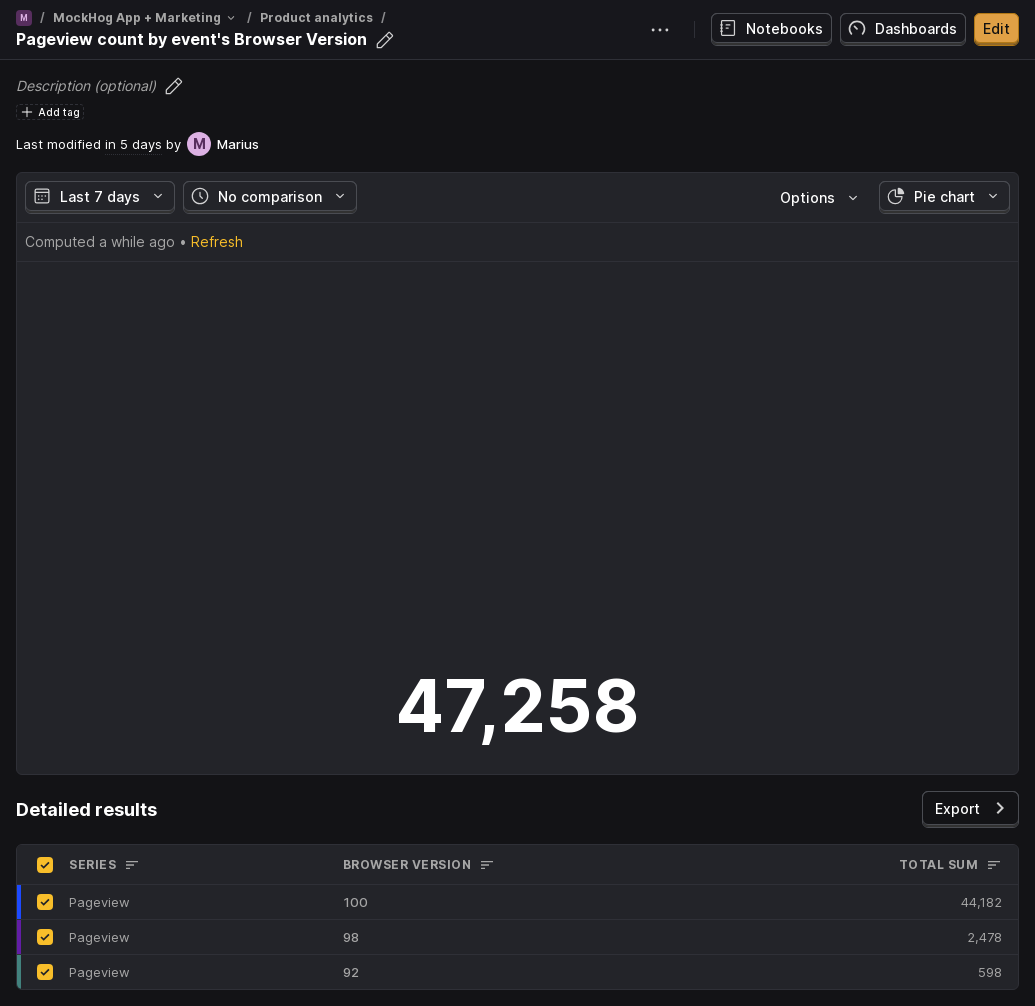 M / MockHog App + Marketing / Product analytics /
Pageview count by event's Browser Version
Notebooks
Dashboards
Edit
Description (optional)
Add tag
Last modified in 5 days by M Marius
Last 7 days
No comparison
Options
Pie chart
Computed a while ago • Refresh
47,258
Detailed results
Export
SERIES BROWSER VERSION TOTAL SUM
Pageview 100 44,182
Pageview 98 2,478
Pageview 92 598